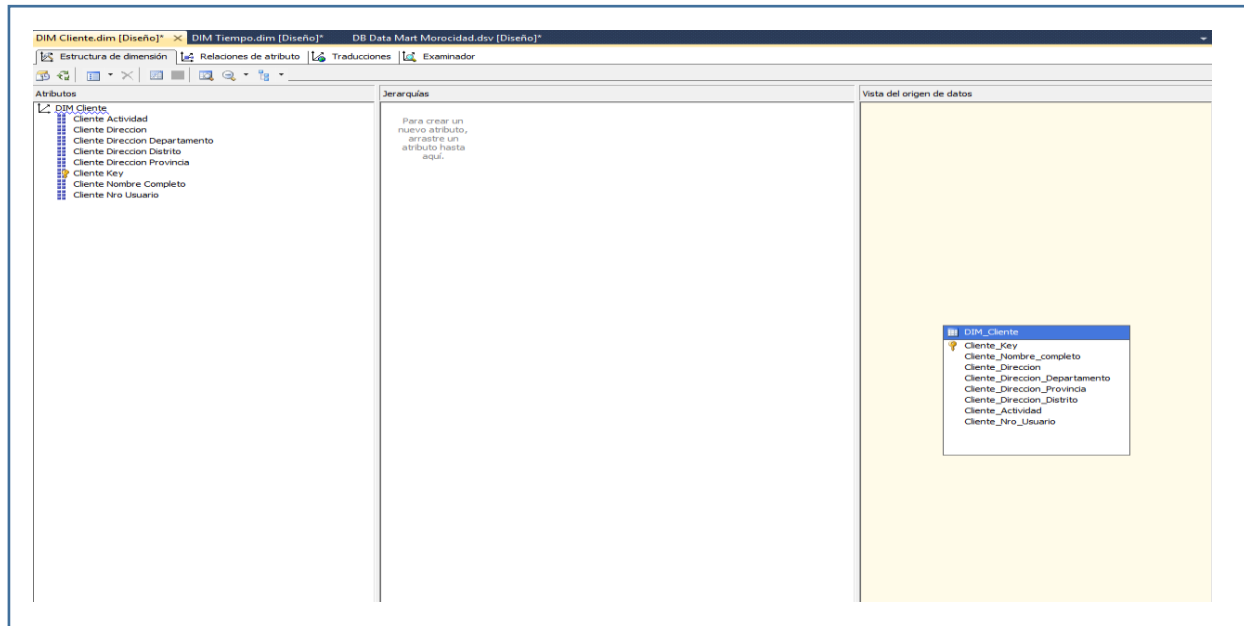 DIM Cliente.dim [Diseño]* DIM Tiempo.dim [Diseño]* DB Data Mart Morocidad.dsv [Diseño]*
Estructura de dimensión Relaciones de atributo Traducciones Examinador
Atributos
DIM Cliente
Cliente Actividad
Cliente Direccion
Cliente Direccion Departamento
Cliente Direccion Distrito
Cliente Direccion Provincia
Cliente Key
Cliente Nombre Completo
Cliente Nro Usuario
Jerarquías
Para crear un
nuevo atributo,
arrastre un
atributo hasta
aquí.
Vista del origen de datos
DIM_Cliente
Cliente_Key
Cliente_Nombre_completo
Cliente_Direccion
Cliente_Direccion_Departamento
Cliente_Direccion_Provincia
Cliente_Direccion_Distrito
Cliente_Actividad
Cliente_Nro_Usuario